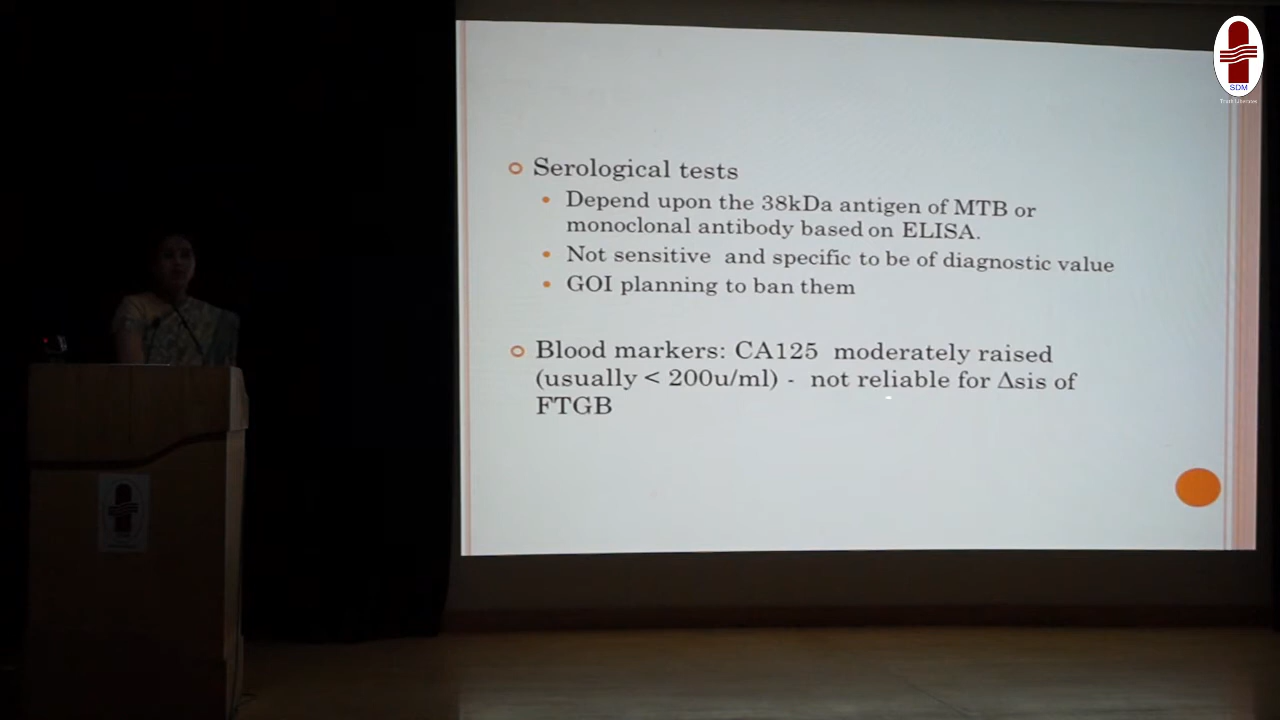 SDM
Truth Liberates
Serological tests
Depend upon the 38kDa antigen of MTB or
monoclonal antibody based on ELISA.
Not sensitive and specific to be of diagnostic value
GOI planning to ban them
Blood markers: CA125 moderately raised
(usually < 200u/ml) - not reliable for Δsis of
FTGB